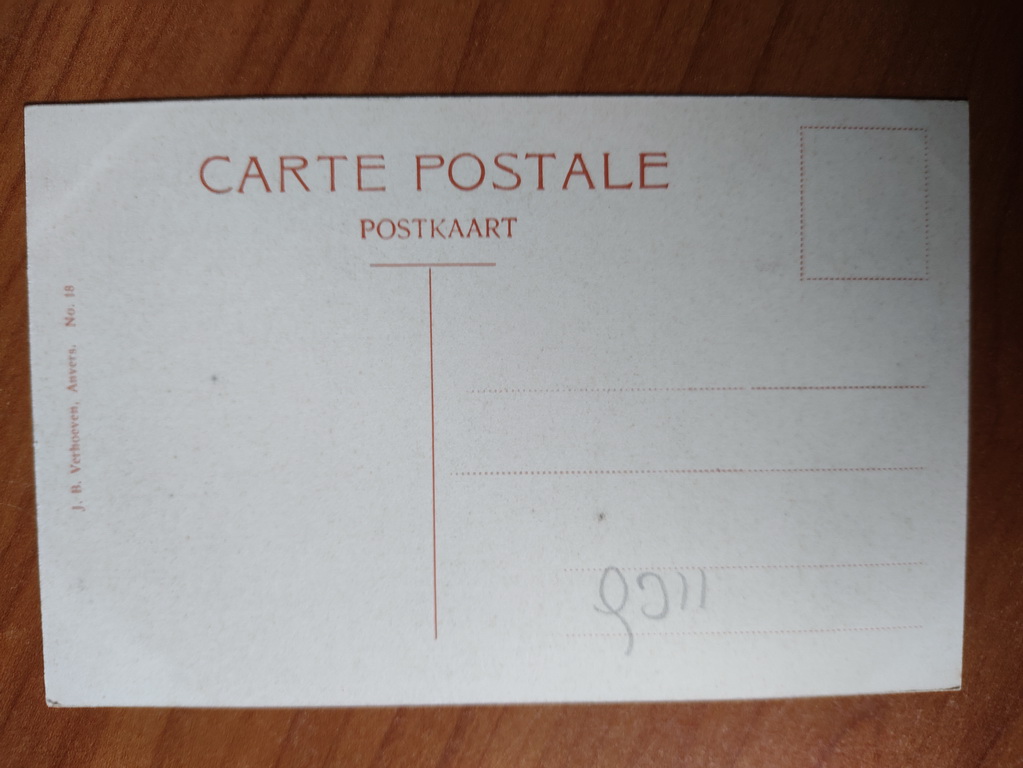 CARTE POSTALE
POSTKAART
J. B. Verhoeven, Anvers. No. 18